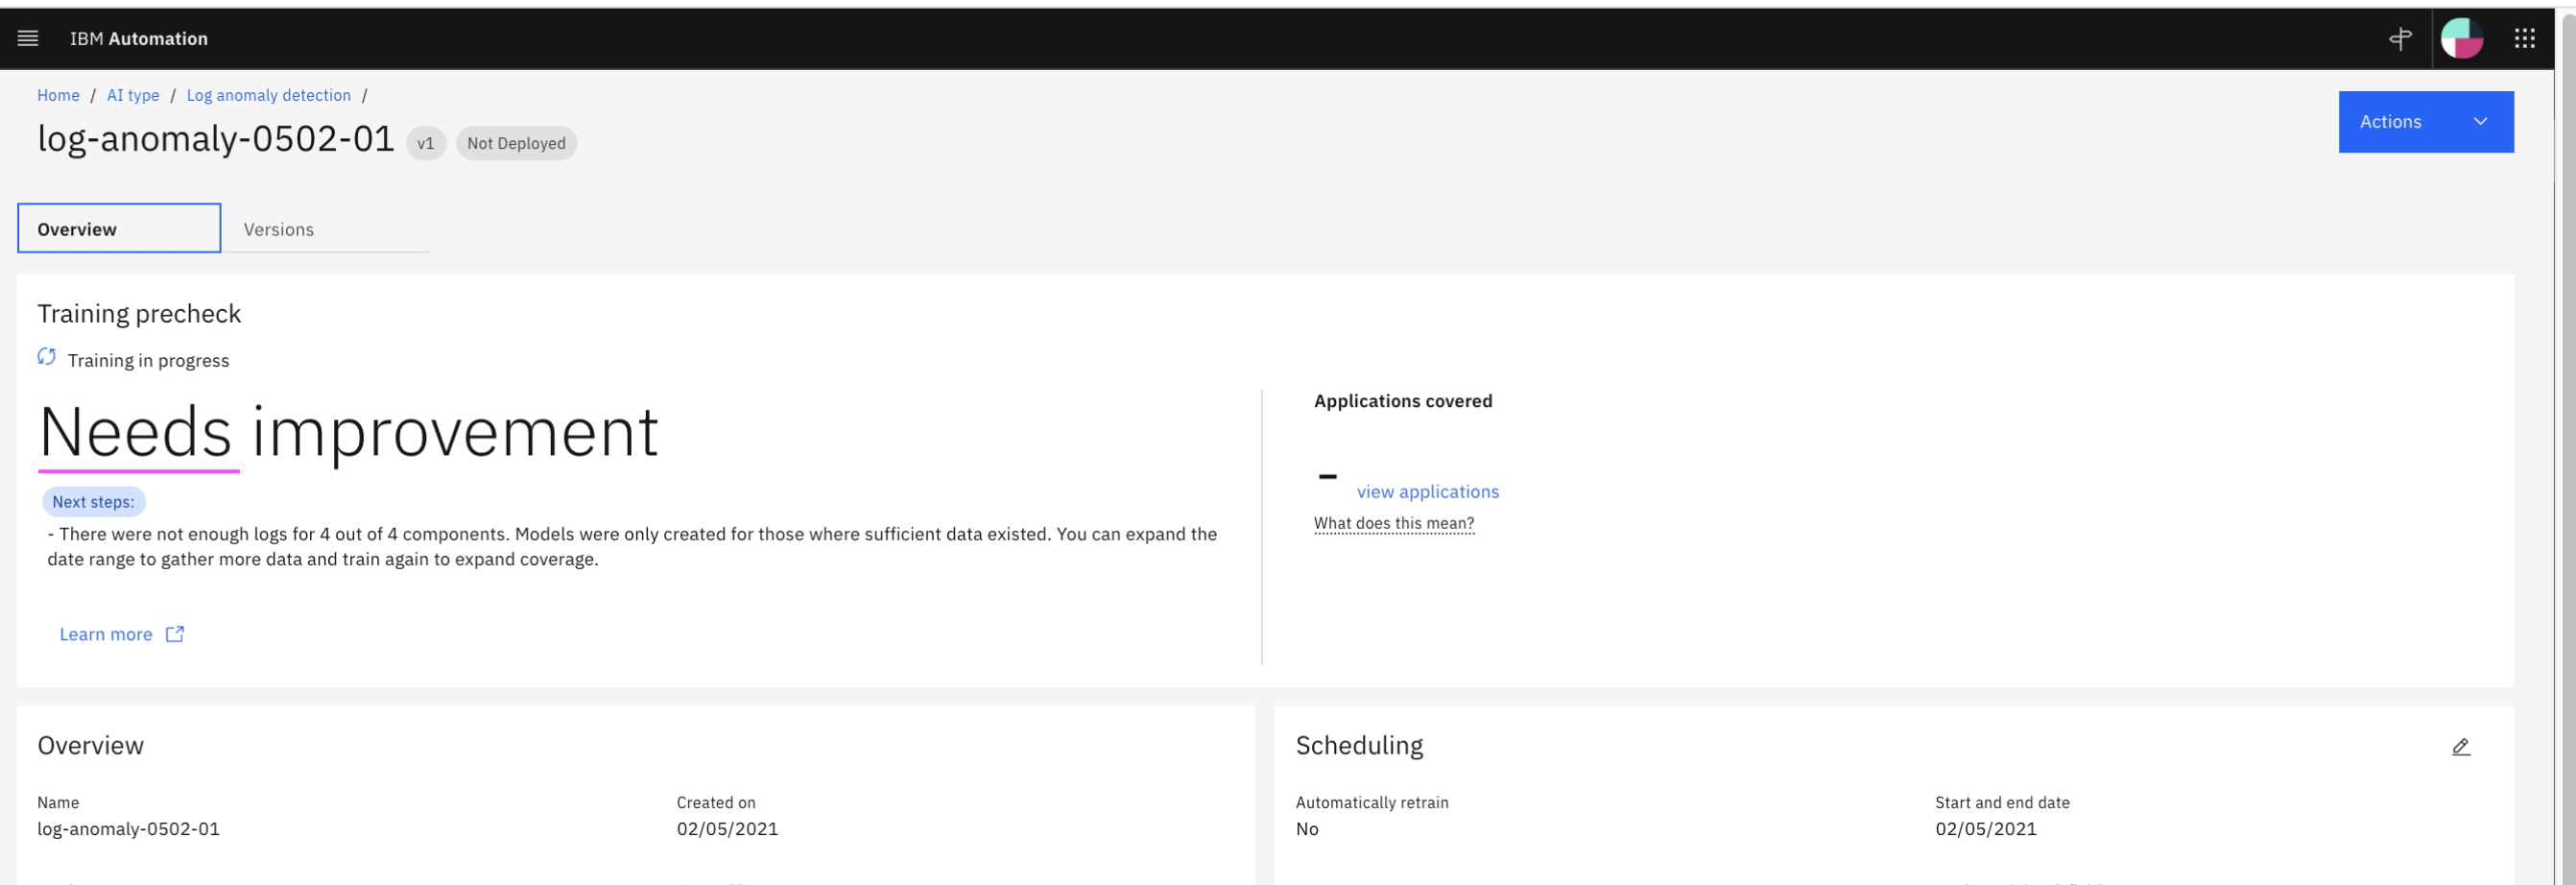 IBM Automation
Home / AI type / Log anomaly detection /
log-anomaly-0502-01 v1 Not Deployed
Actions
Overview Versions
Training precheck
Training in progress
Needs improvement
Next steps:
- There were not enough logs for 4 out of 4 components. Models were only created for those where sufficient data existed. You can expand the
date range to gather more data and train again to expand coverage.
Learn more
Applications covered
- view applications
What does this mean?
Overview
Name
log-anomaly-0502-01
Created on
02/05/2021
Scheduling
Automatically retrain
No
Start and end date
02/05/2021